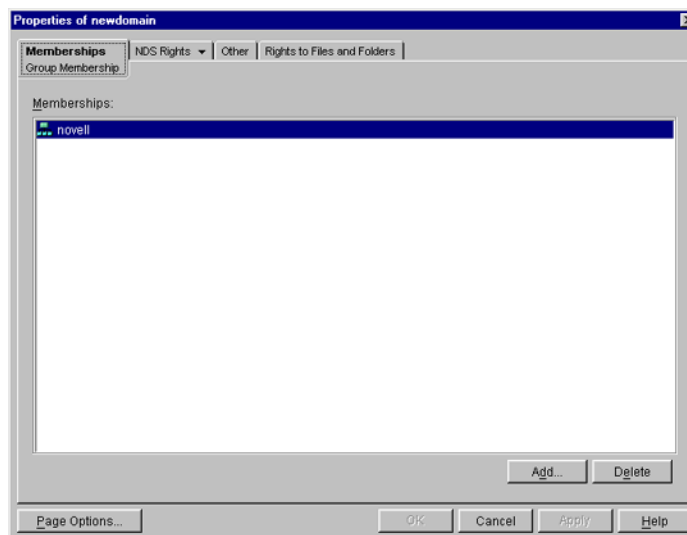 Properties of newdomain
Memberships NDS Rights Other Rights to Files and Folders
Group Membership
Memberships:
novell
Add... Delete
Page Options... OK Cancel Apply Help